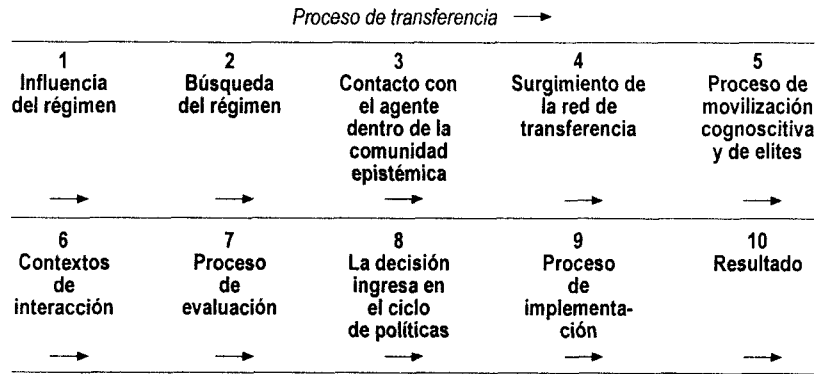 Proceso de transferencia →
1
Influencia
del régimen
→
2
Búsqueda
del régimen
→
3
Contacto con
el agente
dentro de la
comunidad
epistémica
→
4
Surgimiento de
la red de
transferencia
→
5
Proceso de
movilización
cognoscitiva
y de elites
→
6
Contextos
de
interacción
→
7
Proceso
de
evaluación
→
8
La decisión
ingresa en
el ciclo
de políticas
→
9
Proceso
de
implementa-
ción
→
10
Resultado
→